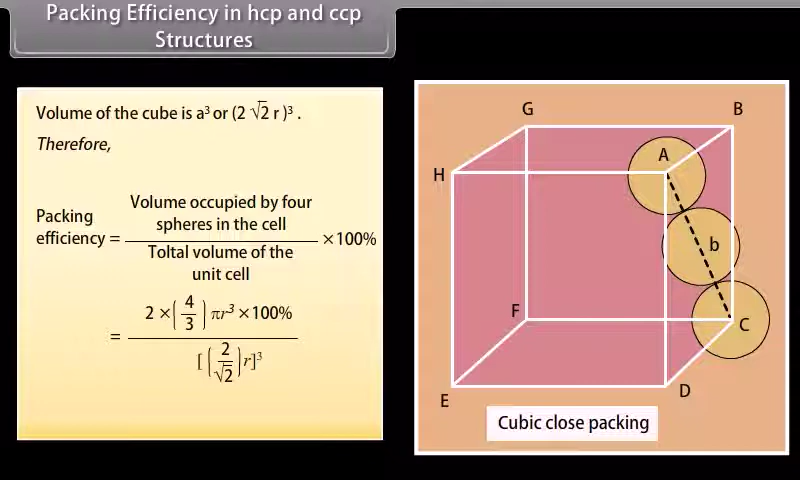 Packing Efficiency in hcp and ccp
Structures
Volume of the cube is a³ or (2 √2 r )³ .
Therefore,
Packing efficiency = Volume occupied by four spheres in the cell / Toltal volume of the unit cell ×100%
= 2 ×(4/3) πr³ ×100% / [ (2/√2)r]³
G
B
A
H
b
F
C
E
D
Cubic close packing